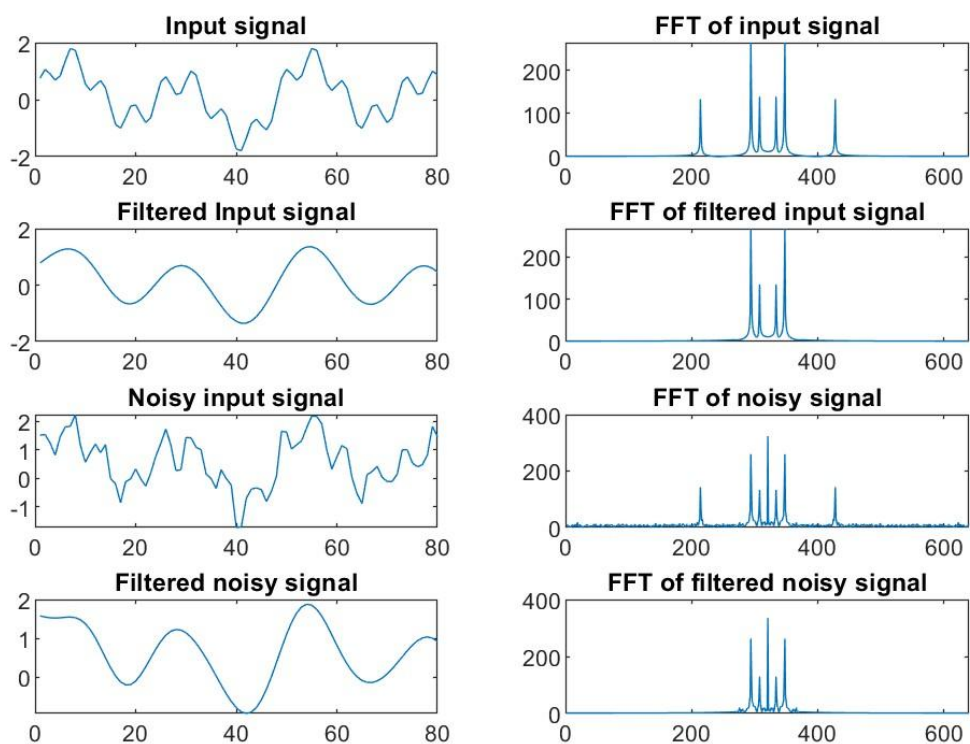 Input signal
2
0
-2
0 20 40 60 80
FFT of input signal
200
100
0
0 200 400 600
Filtered Input signal
2
0
-2
0 20 40 60 80
FFT of filtered input signal
200
100
0
0 200 400 600
Noisy input signal
2
1
0
-1
0 20 40 60 80
FFT of noisy signal
400
200
0
0 200 400 600
Filtered noisy signal
2
1
0
0 20 40 60 80
FFT of filtered noisy signal
400
200
0
0 200 400 600